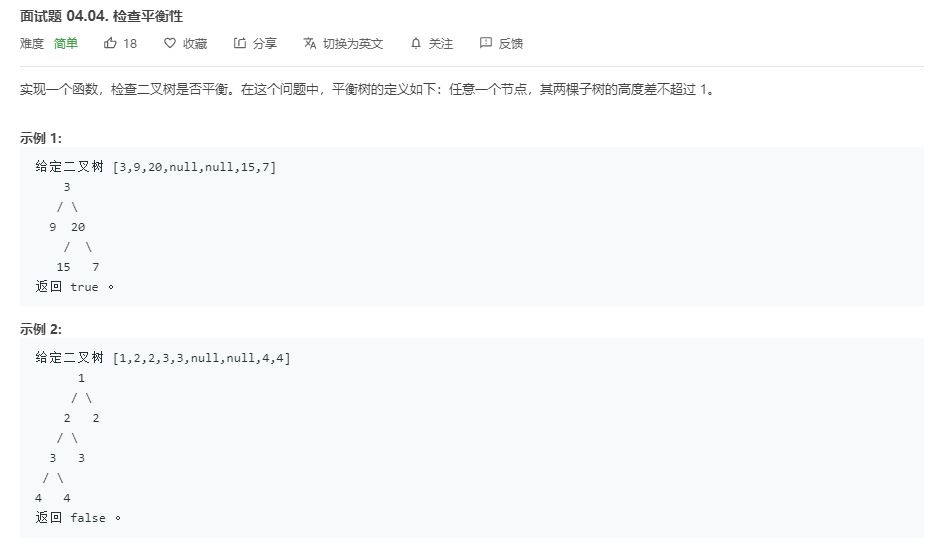 面试题 04.04. 检查平衡性
难度 简单 18 收藏 分享 切换为英文 关注 反馈
实现一个函数，检查二叉树是否平衡。在这个问题中，平衡树的定义如下：任意一个节点，其两棵子树的高度差不超过 1。
示例 1:
给定二叉树 [3,9,20,null,null,15,7]
3
/ \
9 20
/ \
15 7
返回 true 。
示例 2:
给定二叉树 [1,2,2,3,3,null,null,4,4]
1
/ \
2 2
/ \
3 3
/ \
4 4
返回 false 。